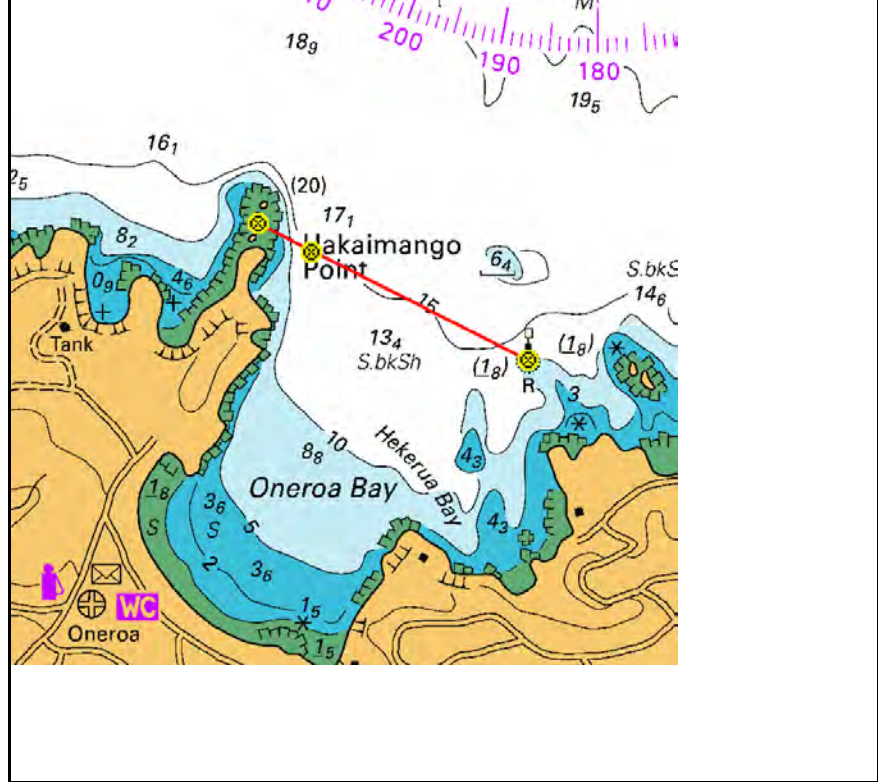 M
200
190
180
18₉
19₅
16₁
2₅
(20)
17₁
Hakaimango
Point
8₂
6₄
0₉
4₆
S.bkS
14₆
15
Tank
13₄
S.bkSh
(1₈)
(1₈)
R
3
10
8₈
Hekerua Bay
4₃
1₈
S
Oneroa Bay
3₆
S
5
4₃
2
3₆
WC
1₅
Oneroa
1₅